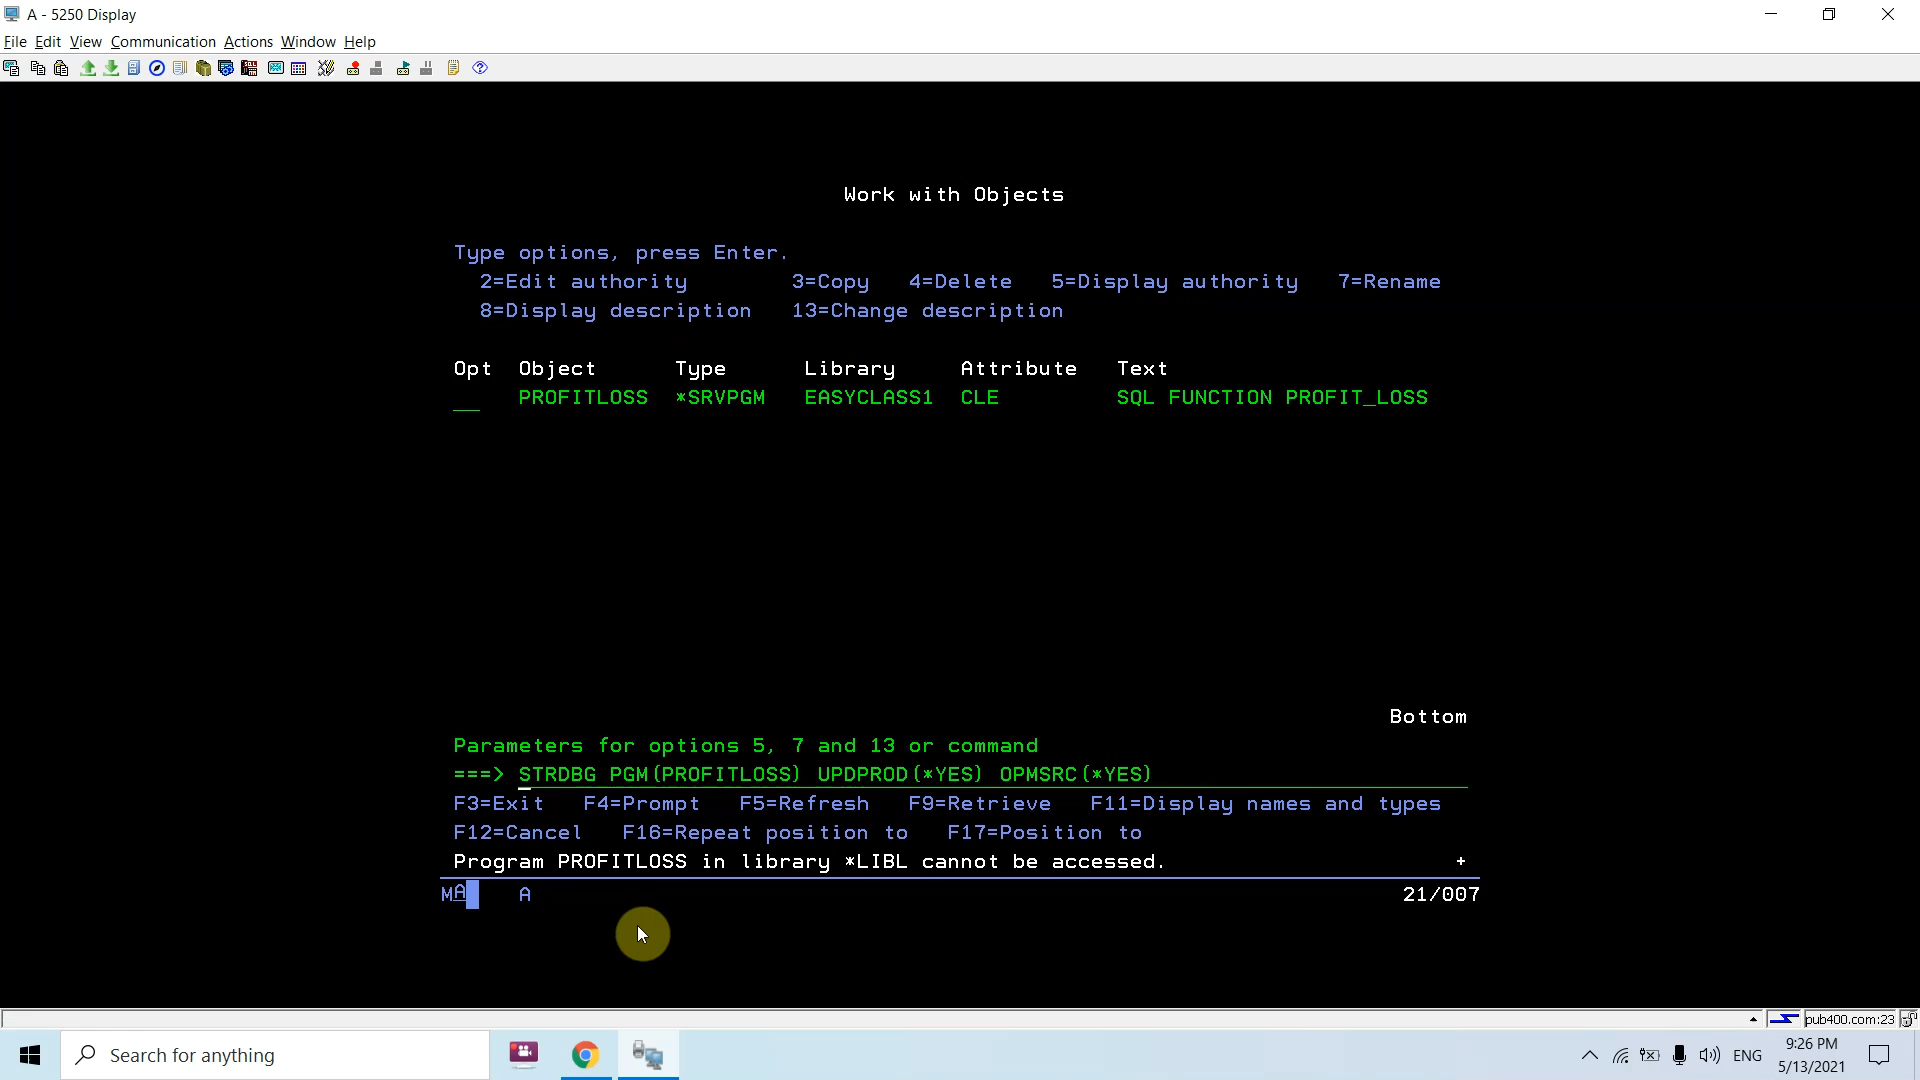 A - 5250 Display
File Edit View Communication Actions Window Help
Work with Objects
Type options, press Enter.
2=Edit authority 3=Copy 4=Delete 5=Display authority 7=Rename
8=Display description 13=Change description
Opt Object Type Library Attribute Text
PROFITLOSS *SRVPGM EASYCLASS1 CLE SQL FUNCTION PROFIT_LOSS
Bottom
Parameters for options 5, 7 and 13 or command
===> STRDBG PGM(PROFITLOSS) UPDPROD(*YES) OPMSRC(*YES)
F3=Exit F4=Prompt F5=Refresh F9=Retrieve F11=Display names and types
F12=Cancel F16=Repeat position to F17=Position to
Program PROFITLOSS in library *LIBL cannot be accessed. +
MA A 21/007
pub400.com:23
Search for anything
ENG
9:26 PM
5/13/2021